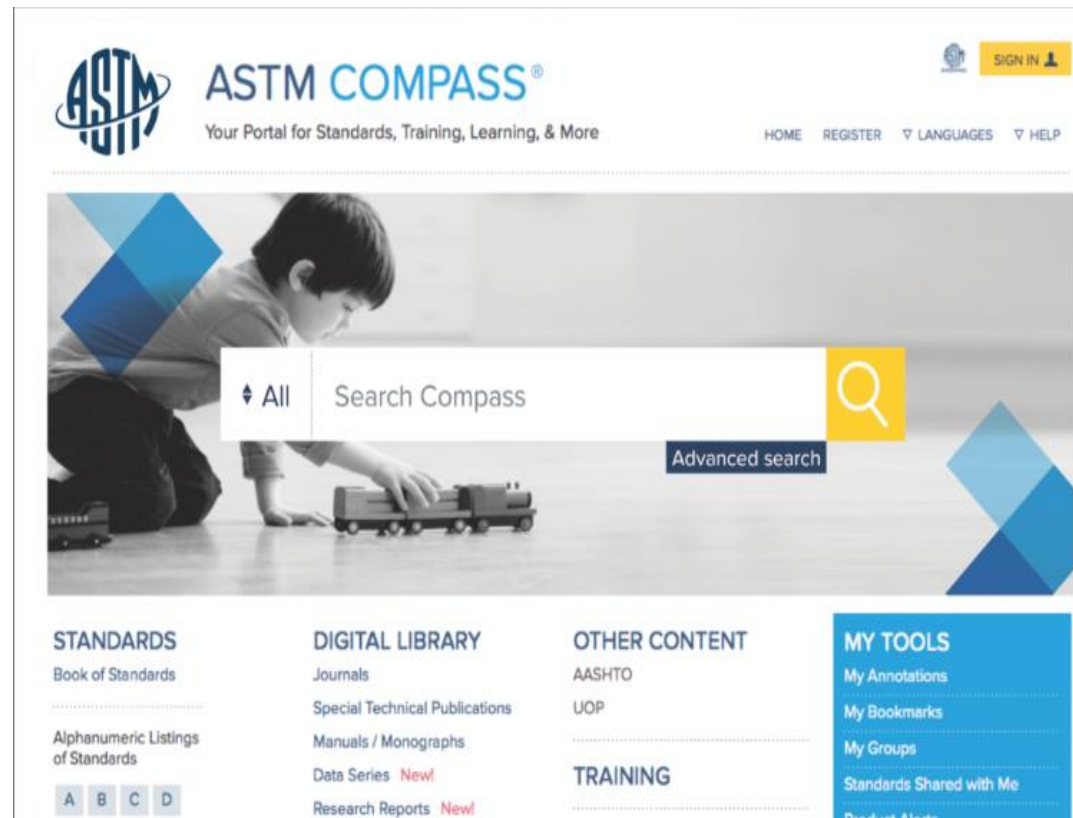 ASTM
ASTM COMPASS®
Your Portal for Standards, Training, Learning, & More
SIGN IN
HOME REGISTER ▽ LANGUAGES ▽ HELP
All Search Compass
Advanced search
STANDARDS
Book of Standards
Alphanumeric Listings
of Standards
A B C D
DIGITAL LIBRARY
Journals
Special Technical Publications
Manuals / Monographs
Data Series New!
Research Reports New!
OTHER CONTENT
AASHTO
UOP
TRAINING
MY TOOLS
My Annotations
My Bookmarks
My Groups
Standards Shared with Me
Product Alerts